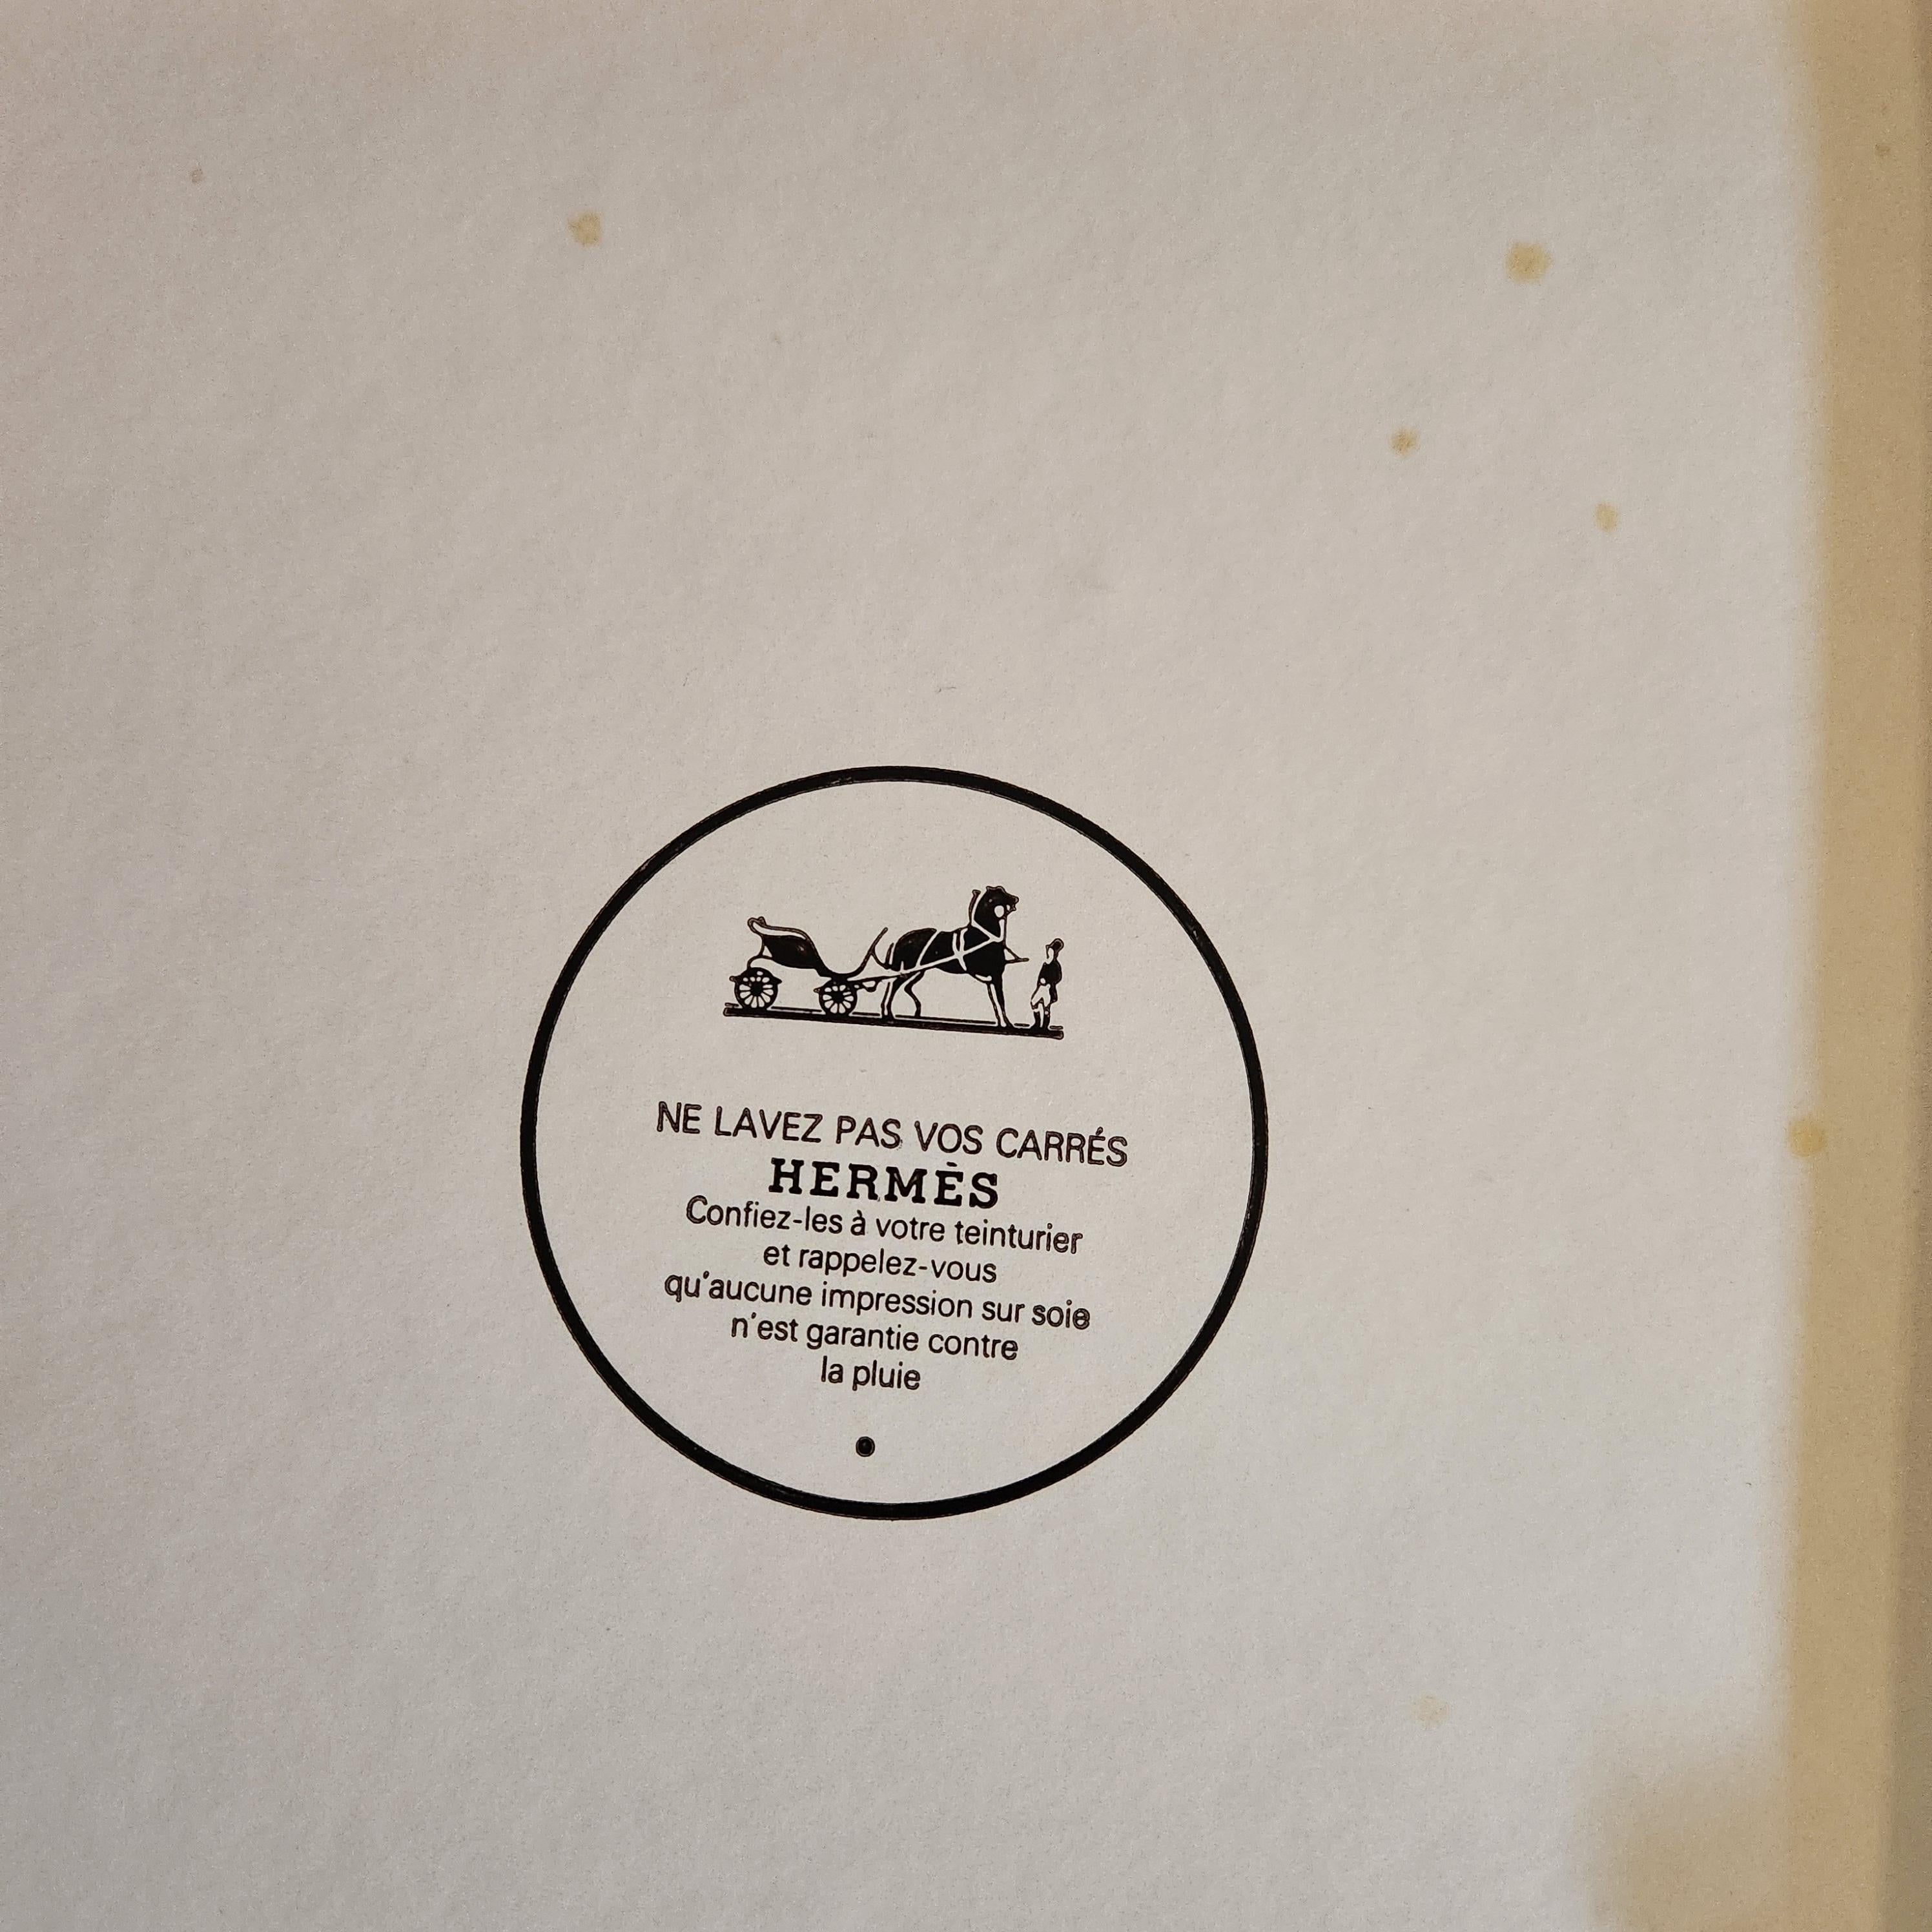 NE LAVEZ PAS VOS CARRÉS
HERMÈS
Confiez-les à votre teinturier
et rappelez-vous
qu'aucune impression sur soie
n'est garantie contre
la pluie